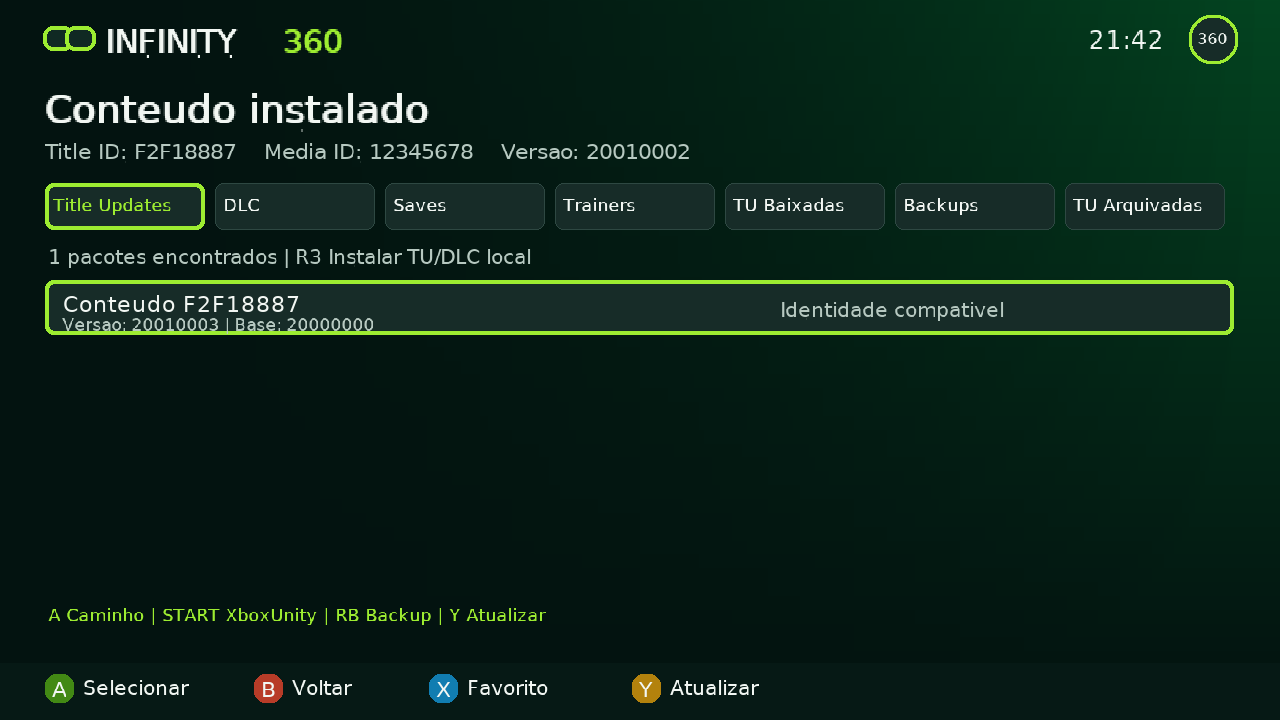 INFINITY 360 21:42 360
Conteudo instalado
Title ID: F2F18887 Media ID: 12345678 Versao: 20010002
Title Updates DLC Saves Trainers TU Baixadas Backups TU Arquivadas
1 pacotes encontrados | R3 Instalar TU/DLC local
Conteudo F2F18887 Identidade compativel
Versao: 20010003 | Base: 20000000
A Caminho | START XboxUnity | RB Backup | Y Atualizar
A Selecionar B Voltar X Favorito Y Atualizar